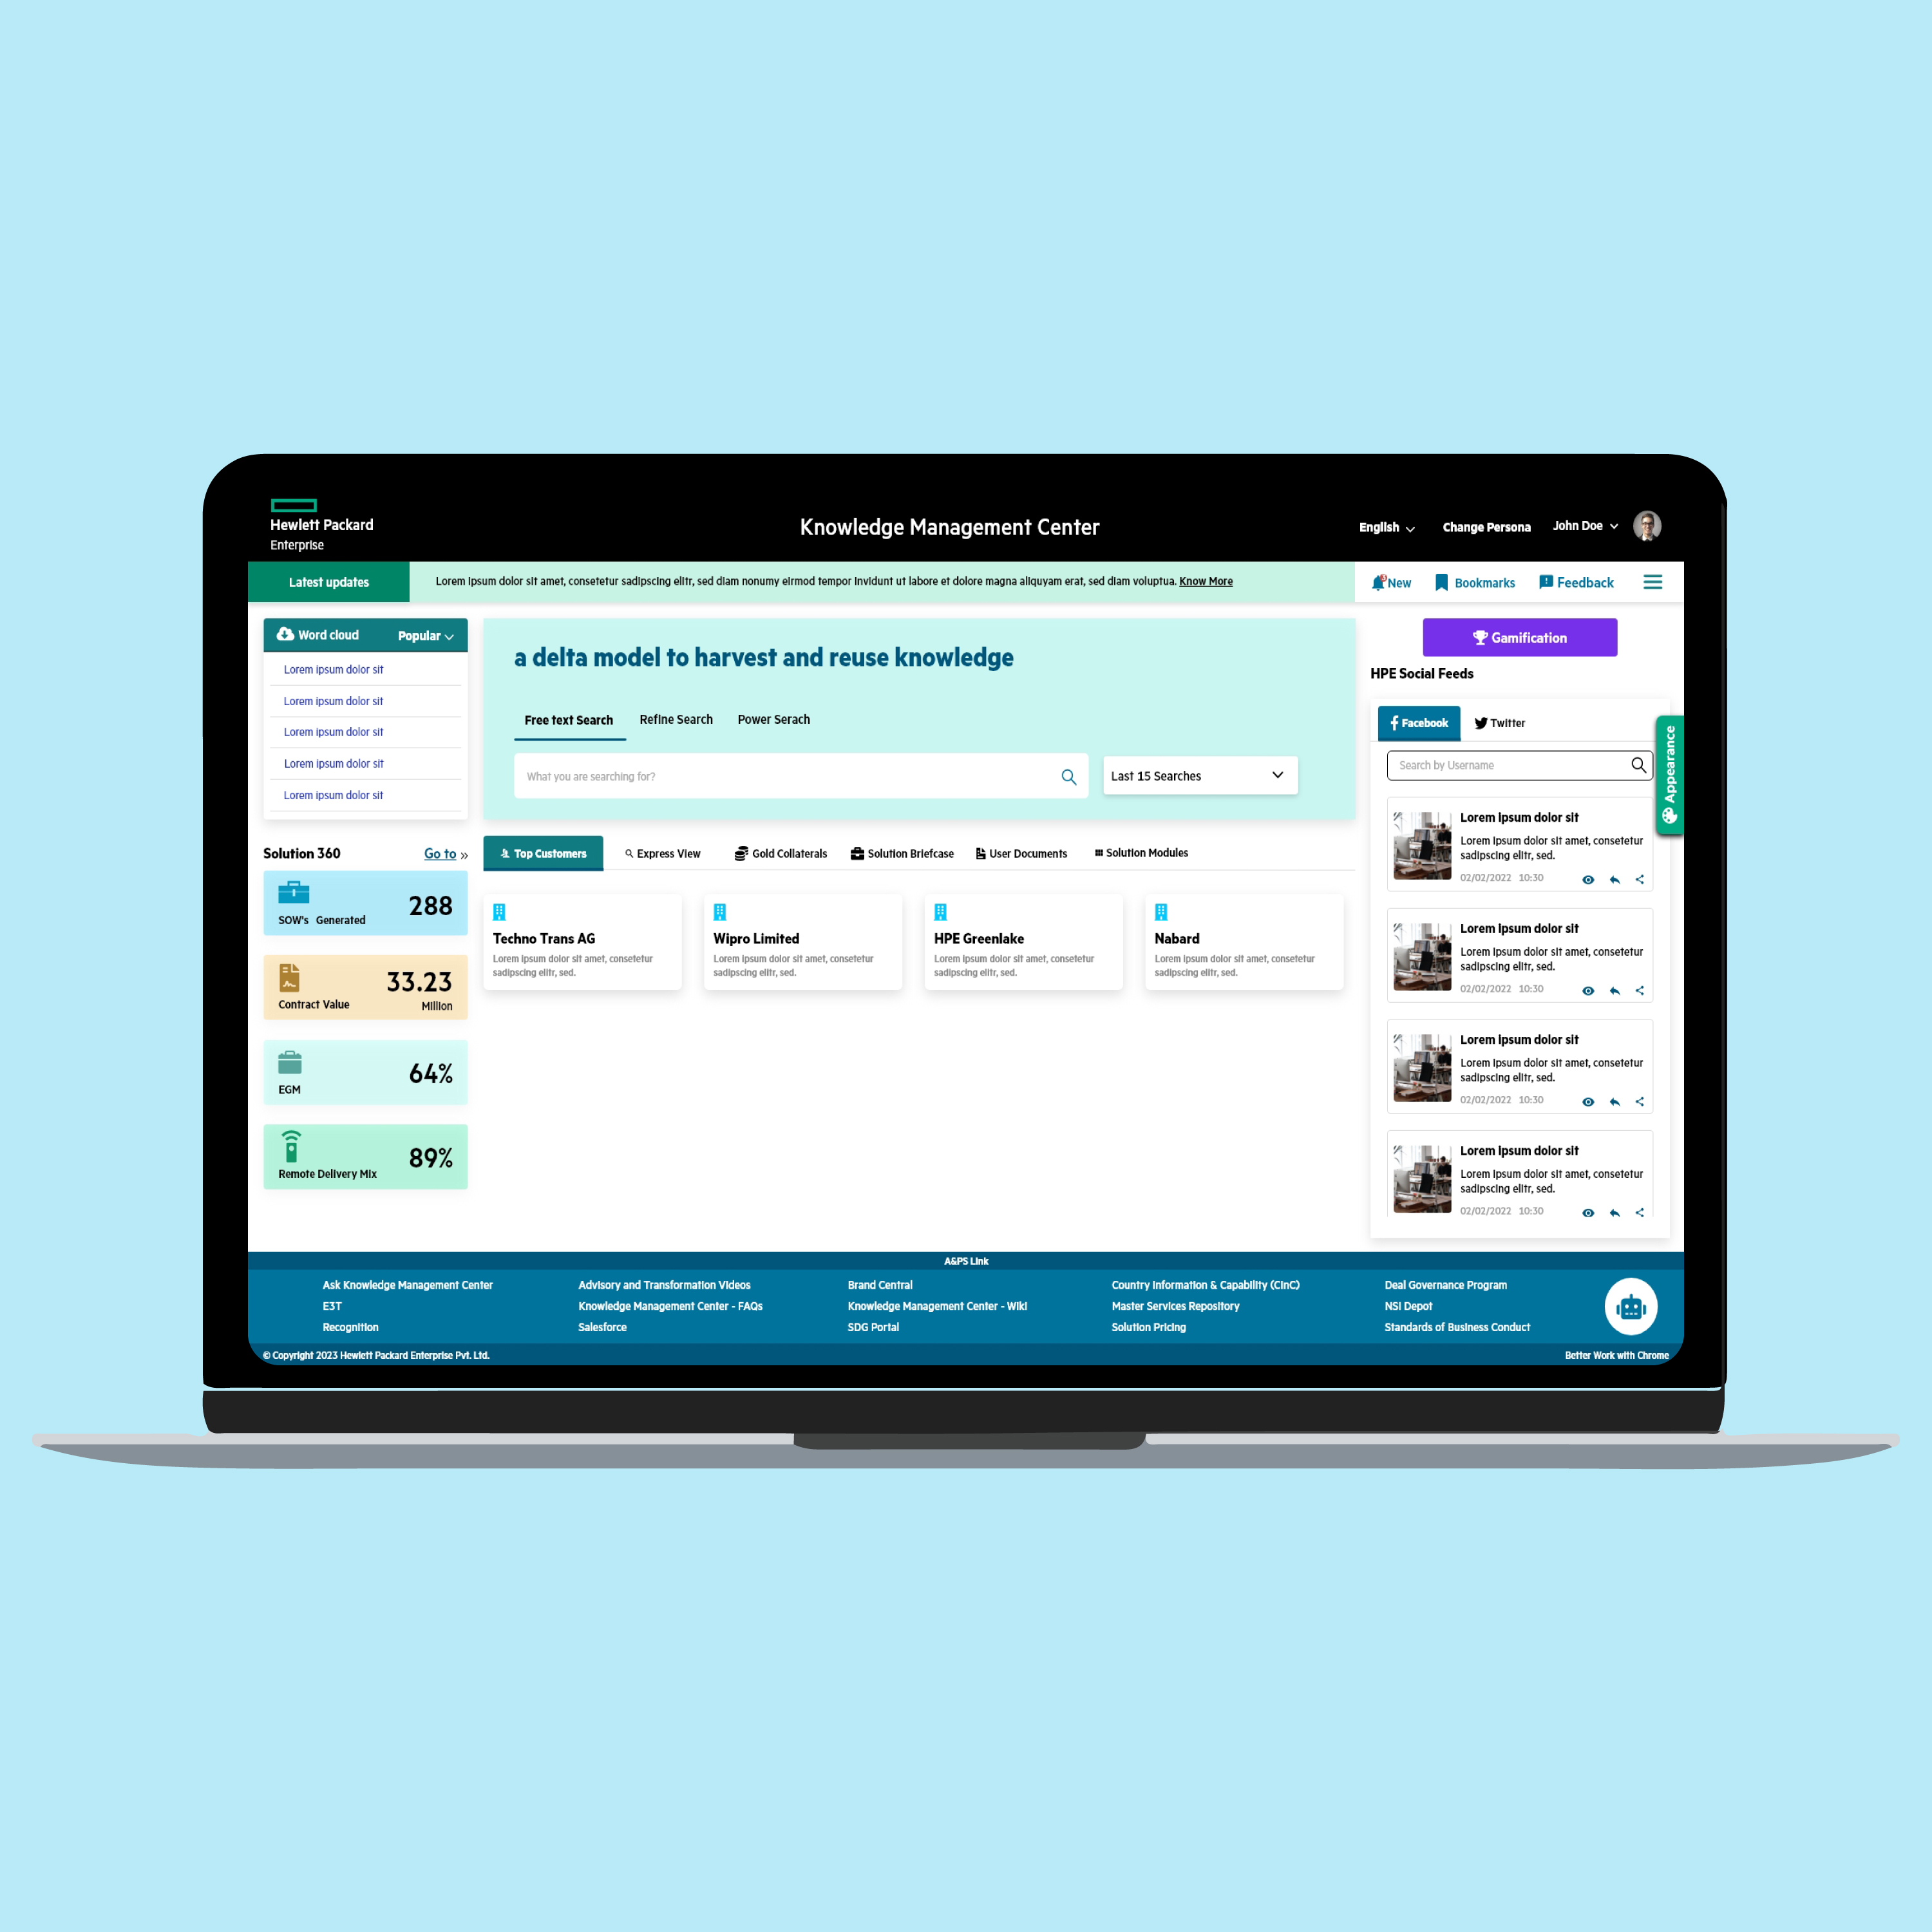 Hewlett Packard
Enterprise
Knowledge Management Center
English
Change Persona
John Doe
Latest updates
Lorem ipsum dolor sit amet, consetetur sadipscing elitr, sed diam nonumy eirmod tempor invidunt ut labore et dolore magna aliquyam erat, sed diam voluptua. Know More
New
Bookmarks
Feedback
Word cloud
Popular
Lorem ipsum dolor sit
Lorem ipsum dolor sit
Lorem ipsum dolor sit
Lorem ipsum dolor sit
Lorem ipsum dolor sit
a delta model to harvest and reuse knowledge
Free text Search
Refine Search
Power Serach
What you are searching for?
Last 15 Searches
Gamification
HPE Social Feeds
Facebook
Twitter
Search by Username
Appearance
Lorem ipsum dolor sit
Lorem ipsum dolor sit amet, consetetur
sadipscing elitr, sed.
02/02/2022 10:30
Lorem ipsum dolor sit
Lorem ipsum dolor sit amet, consetetur
sadipscing elitr, sed.
02/02/2022 10:30
Lorem ipsum dolor sit
Lorem ipsum dolor sit amet, consetetur
sadipscing elitr, sed.
02/02/2022 10:30
Lorem ipsum dolor sit
Lorem ipsum dolor sit amet, consetetur
sadipscing elitr, sed.
02/02/2022 10:30
Solution 360
Go to »
288
SOW's Generated
33.23
Contract Value
Million
64%
EGM
89%
Remote Delivery Mix
Top Customers
Express View
Gold Collaterals
Solution Briefcase
User Documents
Solution Modules
Techno Trans AG
Lorem ipsum dolor sit amet, consetetur
sadipscing elitr, sed.
Wipro Limited
Lorem ipsum dolor sit amet, consetetur
sadipscing elitr, sed.
HPE Greenlake
Lorem ipsum dolor sit amet, consetetur
sadipscing elitr, sed.
Nabard
Lorem ipsum dolor sit amet, consetetur
sadipscing elitr, sed.
A&PS Link
Ask Knowledge Management Center
Advisory and Transformation Videos
Brand Central
Country Information & Capability (CinC)
Deal Governance Program
E3T
Knowledge Management Center - FAQs
Knowledge Management Center - Wiki
Master Services Repository
NSI Depot
Recognition
Salesforce
SDG Portal
Solution Pricing
Standards of Business Conduct
© Copyright 2023 Hewlett Packard Enterprise Pvt. Ltd.
Better Work with Chrome